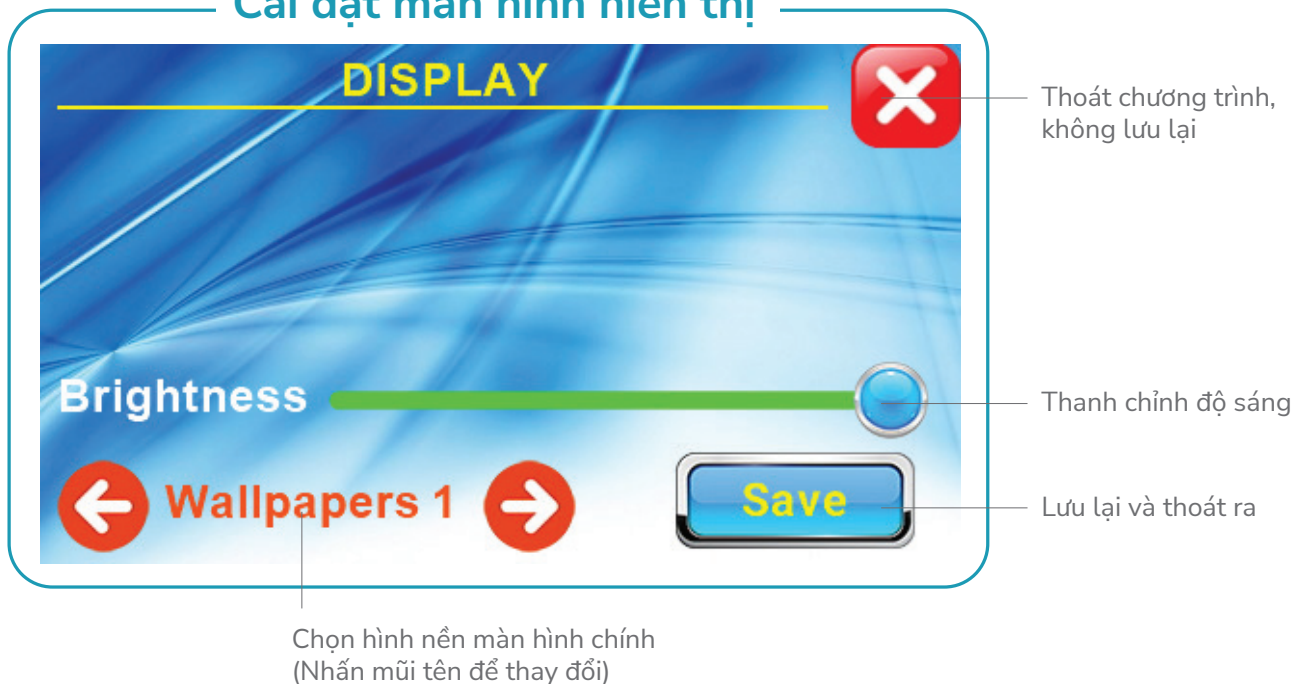 Cài đặt màn hình hiển thị
DISPLAY
Thoát chương trình,
không lưu lại
Brightness
Thanh chỉnh độ sáng
Wallpapers 1
Save
Lưu lại và thoát ra
Chọn hình nền màn hình chính
(Nhấn mũi tên để thay đổi)